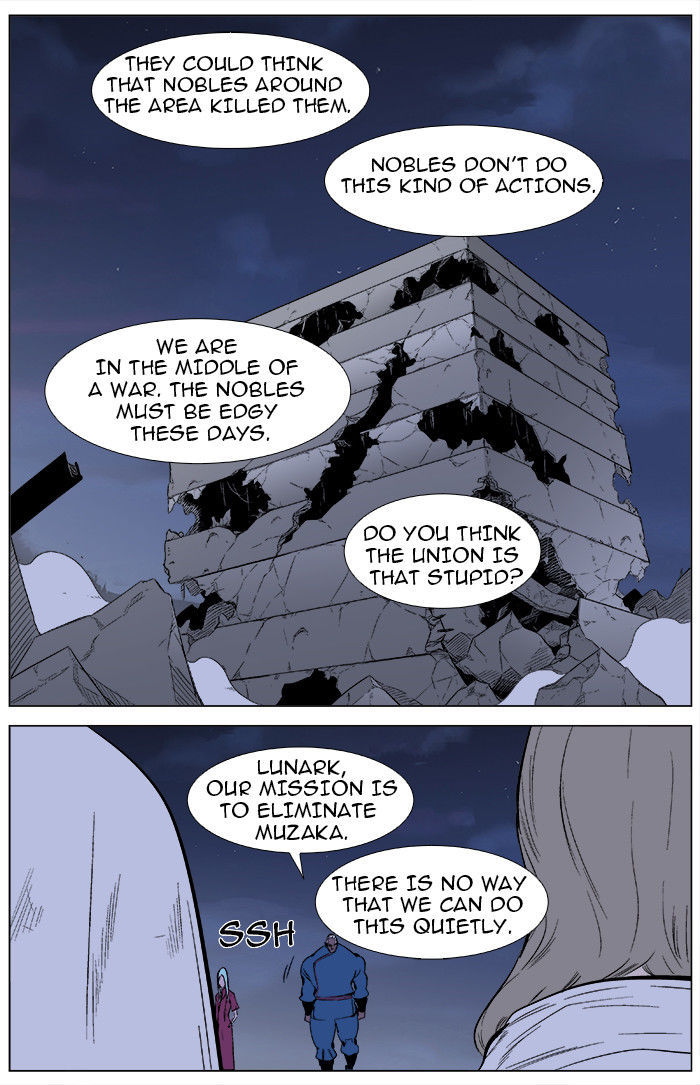 THEY COULD THINK
THAT NOBLES AROUND
THE AREA KILLED THEM.
NOBLES DON'T DO
THIS KIND OF ACTIONS.
WE ARE
IN THE MIDDLE OF
A WAR. THE NOBLES
MUST BE EDGY
THESE DAYS.
DO YOU THINK
THE UNION IS
THAT STUPID?
LUNARK,
OUR MISSION IS
TO ELIMINATE
MUZAKA.
THERE IS NO WAY
THAT WE CAN DO
THIS QUIETLY.
SSH